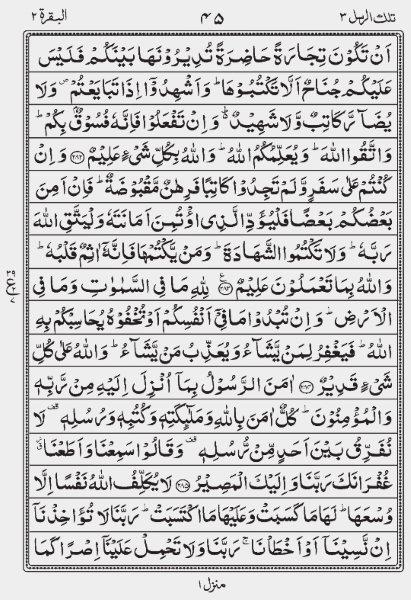 تلك الرسل ٣ ٤٥ البقرة ٢
اَنْ تَكُوْنَ تِجَارَةً حَاضِرَةً تُدِيْرُوْنَهَا بَيْنَكُمْ فَلَيْسَ
عَلَيْكُمْ جُنَاحٌ اَلَّا تَكْتُبُوْهَا ؕ وَ اَشْهِدُوْۤا اِذَا تَبَايَعْتُمْ ۪ وَ لَا
يُضَآرَّ كَاتِبٌ وَّ لَا شَهِيْدٌ ؕ۬ وَ اِنْ تَفْعَلُوْا فَاِنَّهٗ فُسُوْقٌۢ بِكُمْ ؕ
وَ اتَّقُوا اللّٰهَ ؕ وَ يُعَلِّمُكُمُ اللّٰهُ ؕ وَ اللّٰهُ بِكُلِّ شَیْءٍ عَلِيْمٌ ﴿۲۸۲﴾ وَ اِنْ
كُنْتُمْ عَلٰى سَفَرٍ وَّ لَمْ تَجِدُوْا كَاتِبًا فَرِهٰنٌ مَّقْبُوْضَةٌ ؕ فَاِنْ اَمِنَ
بَعْضُكُمْ بَعْضًا فَلْيُؤَدِّ الَّذِى اؤْتُمِنَ اَمَانَتَهٗ وَ لْيَتَّقِ اللّٰهَ
رَبَّهٗ ؕ وَ لَا تَكْتُمُوا الشَّهَادَةَ ؕ وَ مَنْ يَّكْتُمْهَا فَاِنَّهٗۤ اٰثِمٌ قَلْبُهٗ ؕ
وَ اللّٰهُ بِمَا تَعْمَلُوْنَ عَلِيْمٌ ﴿۲۸۳﴾ لِلّٰهِ مَا فِى السَّمٰوٰتِ وَ مَا فِى
الْاَرْضِ ؕ وَ اِنْ تُبْدُوْا مَا فِىْۤ اَنْفُسِكُمْ اَوْ تُخْفُوْهُ يُحَاسِبْكُمْ بِهِ
اللّٰهُ ؕ فَيَغْفِرُ لِمَنْ يَّشَآءُ وَ يُعَذِّبُ مَنْ يَّشَآءُ ؕ وَ اللّٰهُ عَلٰى كُلِّ
شَیْءٍ قَدِيْرٌ ﴿۲۸۴﴾ اٰمَنَ الرَّسُوْلُ بِمَاۤ اُنْزِلَ اِلَيْهِ مِنْ رَّبِّهٖ
وَ الْمُؤْمِنُوْنَ ؕ كُلٌّ اٰمَنَ بِاللّٰهِ وَ مَلٰٓئِكَتِهٖ وَ كُتُبِهٖ وَ رُسُلِهٖ ۟ لَا
نُفَرِّقُ بَيْنَ اَحَدٍ مِّنْ رُّسُلِهٖ ۟ وَ قَالُوْا سَمِعْنَا وَ اَطَعْنَا ۫
غُفْرَانَكَ رَبَّنَا وَ اِلَيْكَ الْمَصِيْرُ ﴿۲۸۵﴾ لَا يُكَلِّفُ اللّٰهُ نَفْسًا اِلَّا
وُسْعَهَا ؕ لَهَا مَا كَسَبَتْ وَ عَلَيْهَا مَا اكْتَسَبَتْ ؕ رَبَّنَا لَا تُؤَاخِذْنَاۤ
اِنْ نَّسِيْنَاۤ اَوْ اَخْطَاْنَا ۚ رَبَّنَا وَ لَا تَحْمِلْ عَلَيْنَاۤ اِصْرًا كَمَا
منزل ١